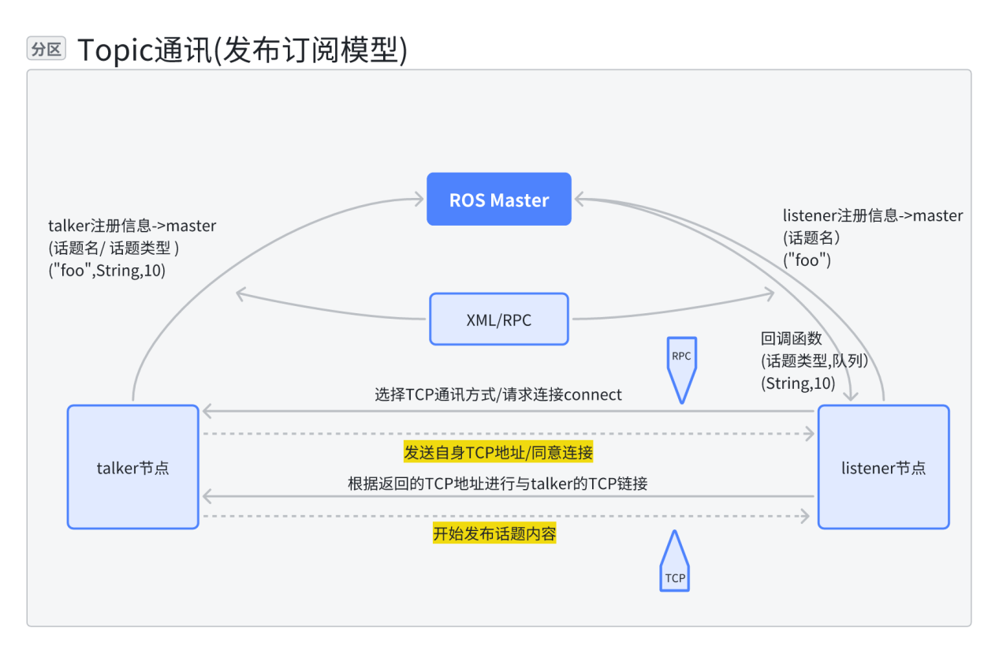 分区 Topic通讯(发布订阅模型)
ROS Master
talker注册信息->master
(话题名/ 话题类型 )
("foo",String,10)
listener注册信息->master
(话题名）
("foo")
XML/RPC
回调函数
(话题类型,队列）
(String,10)
RPC
选择TCP通讯方式/请求连接connect
发送自身TCP地址/同意连接
talker节点
listener节点
根据返回的TCP地址进行与talker的TCP链接
开始发布话题内容
TCP